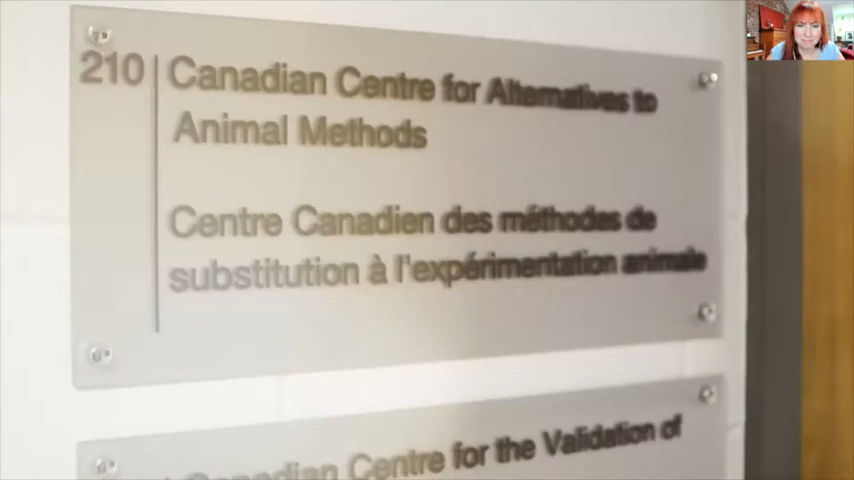 210
Canadian Centre for Alternatives to
Animal Methods
Centre Canadien des méthodes de
substitution à l'expérimentation animale
Canadian Centre for the Validation of